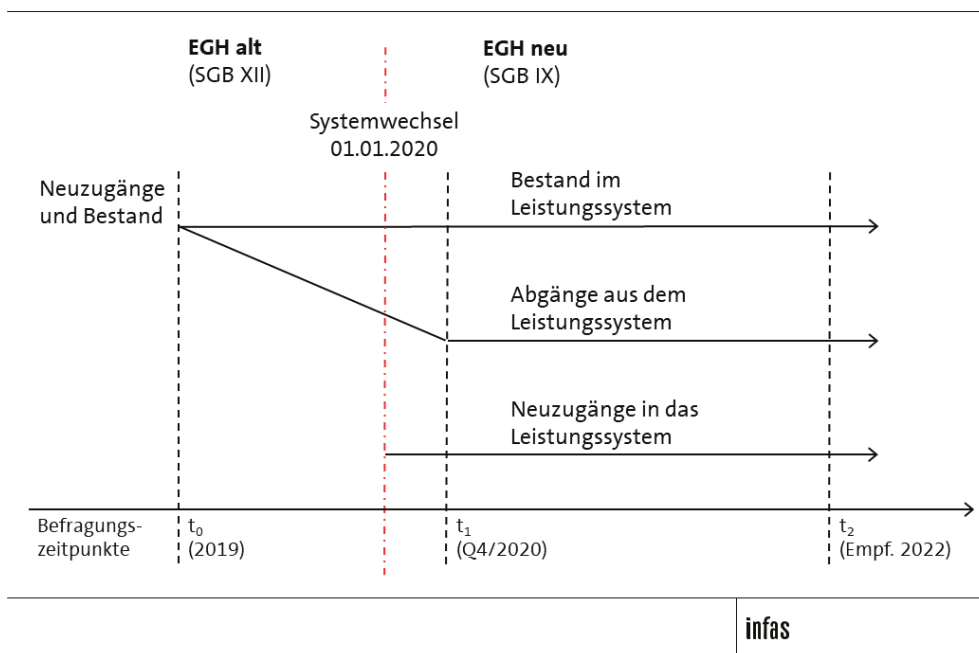 EGH alt
(SGB XII)
EGH neu
(SGB IX)
Systemwechsel
01.01.2020
Neuzugänge
und Bestand
Bestand im
Leistungssystem
Abgänge aus dem
Leistungssystem
Neuzugänge in das
Leistungssystem
Befragungs-
zeitpunkte
t0
(2019)
t1
(Q4/2020)
t2
(Empf. 2022)
infas